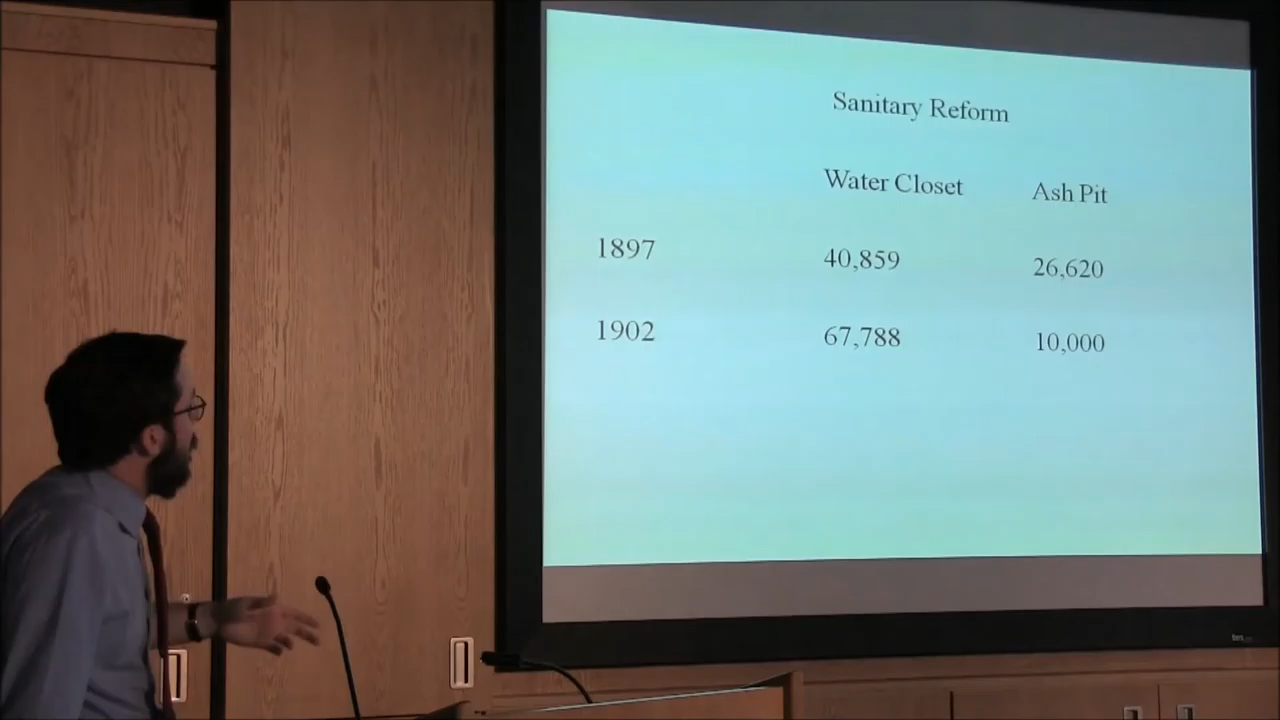 Sanitary Reform
Water Closet Ash Pit
1897 40,859 26,620
1902 67,788 10,000